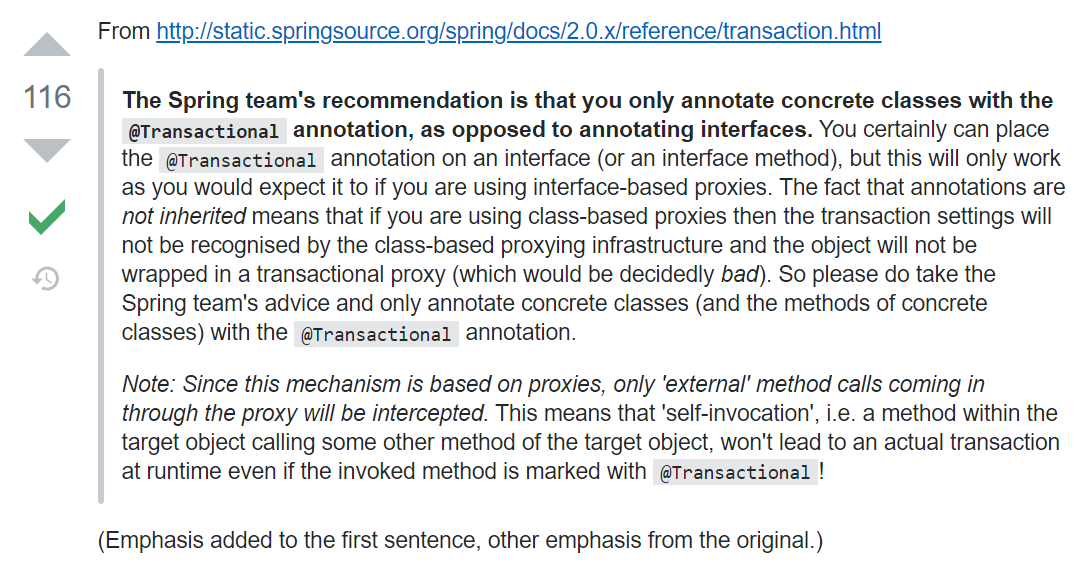 From http://static.springsource.org/spring/docs/2.0.x/reference/transaction.html
116
The Spring team's recommendation is that you only annotate concrete classes with the
@Transactional annotation, as opposed to annotating interfaces. You certainly can place
the @Transactional annotation on an interface (or an interface method), but this will only work
as you would expect it to if you are using interface-based proxies. The fact that annotations are
not inherited means that if you are using class-based proxies then the transaction settings will
not be recognised by the class-based proxying infrastructure and the object will not be
wrapped in a transactional proxy (which would be decidedly bad). So please do take the
Spring team's advice and only annotate concrete classes (and the methods of concrete
classes) with the @Transactional annotation.
Note: Since this mechanism is based on proxies, only 'external' method calls coming in
through the proxy will be intercepted. This means that 'self-invocation', i.e. a method within the
target object calling some other method of the target object, won't lead to an actual transaction
at runtime even if the invoked method is marked with @Transactional!
(Emphasis added to the first sentence, other emphasis from the original.)